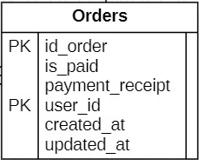 Orders
PK id_order
is_paid
payment_receipt
PK user_id
created_at
updated_at